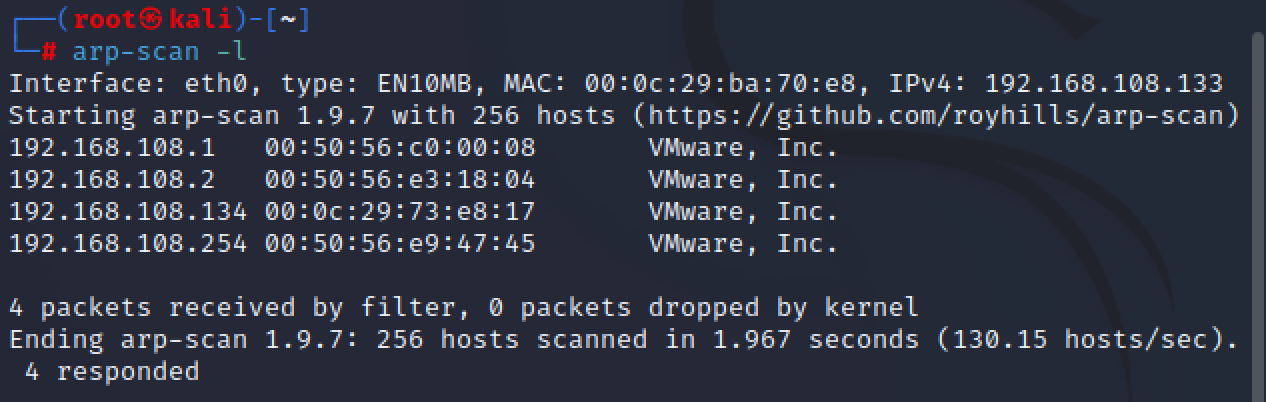 ┌──(root㉿kali)-[~]
└─# arp-scan -l
Interface: eth0, type: EN10MB, MAC: 00:0c:29:ba:70:e8, IPv4: 192.168.108.133
Starting arp-scan 1.9.7 with 256 hosts (https://github.com/royhills/arp-scan)
192.168.108.1   00:50:56:c0:00:08       VMware, Inc.
192.168.108.2   00:50:56:e3:18:04       VMware, Inc.
192.168.108.134 00:0c:29:73:e8:17       VMware, Inc.
192.168.108.254 00:50:56:e9:47:45       VMware, Inc.

4 packets received by filter, 0 packets dropped by kernel
Ending arp-scan 1.9.7: 256 hosts scanned in 1.967 seconds (130.15 hosts/sec).
 4 responded